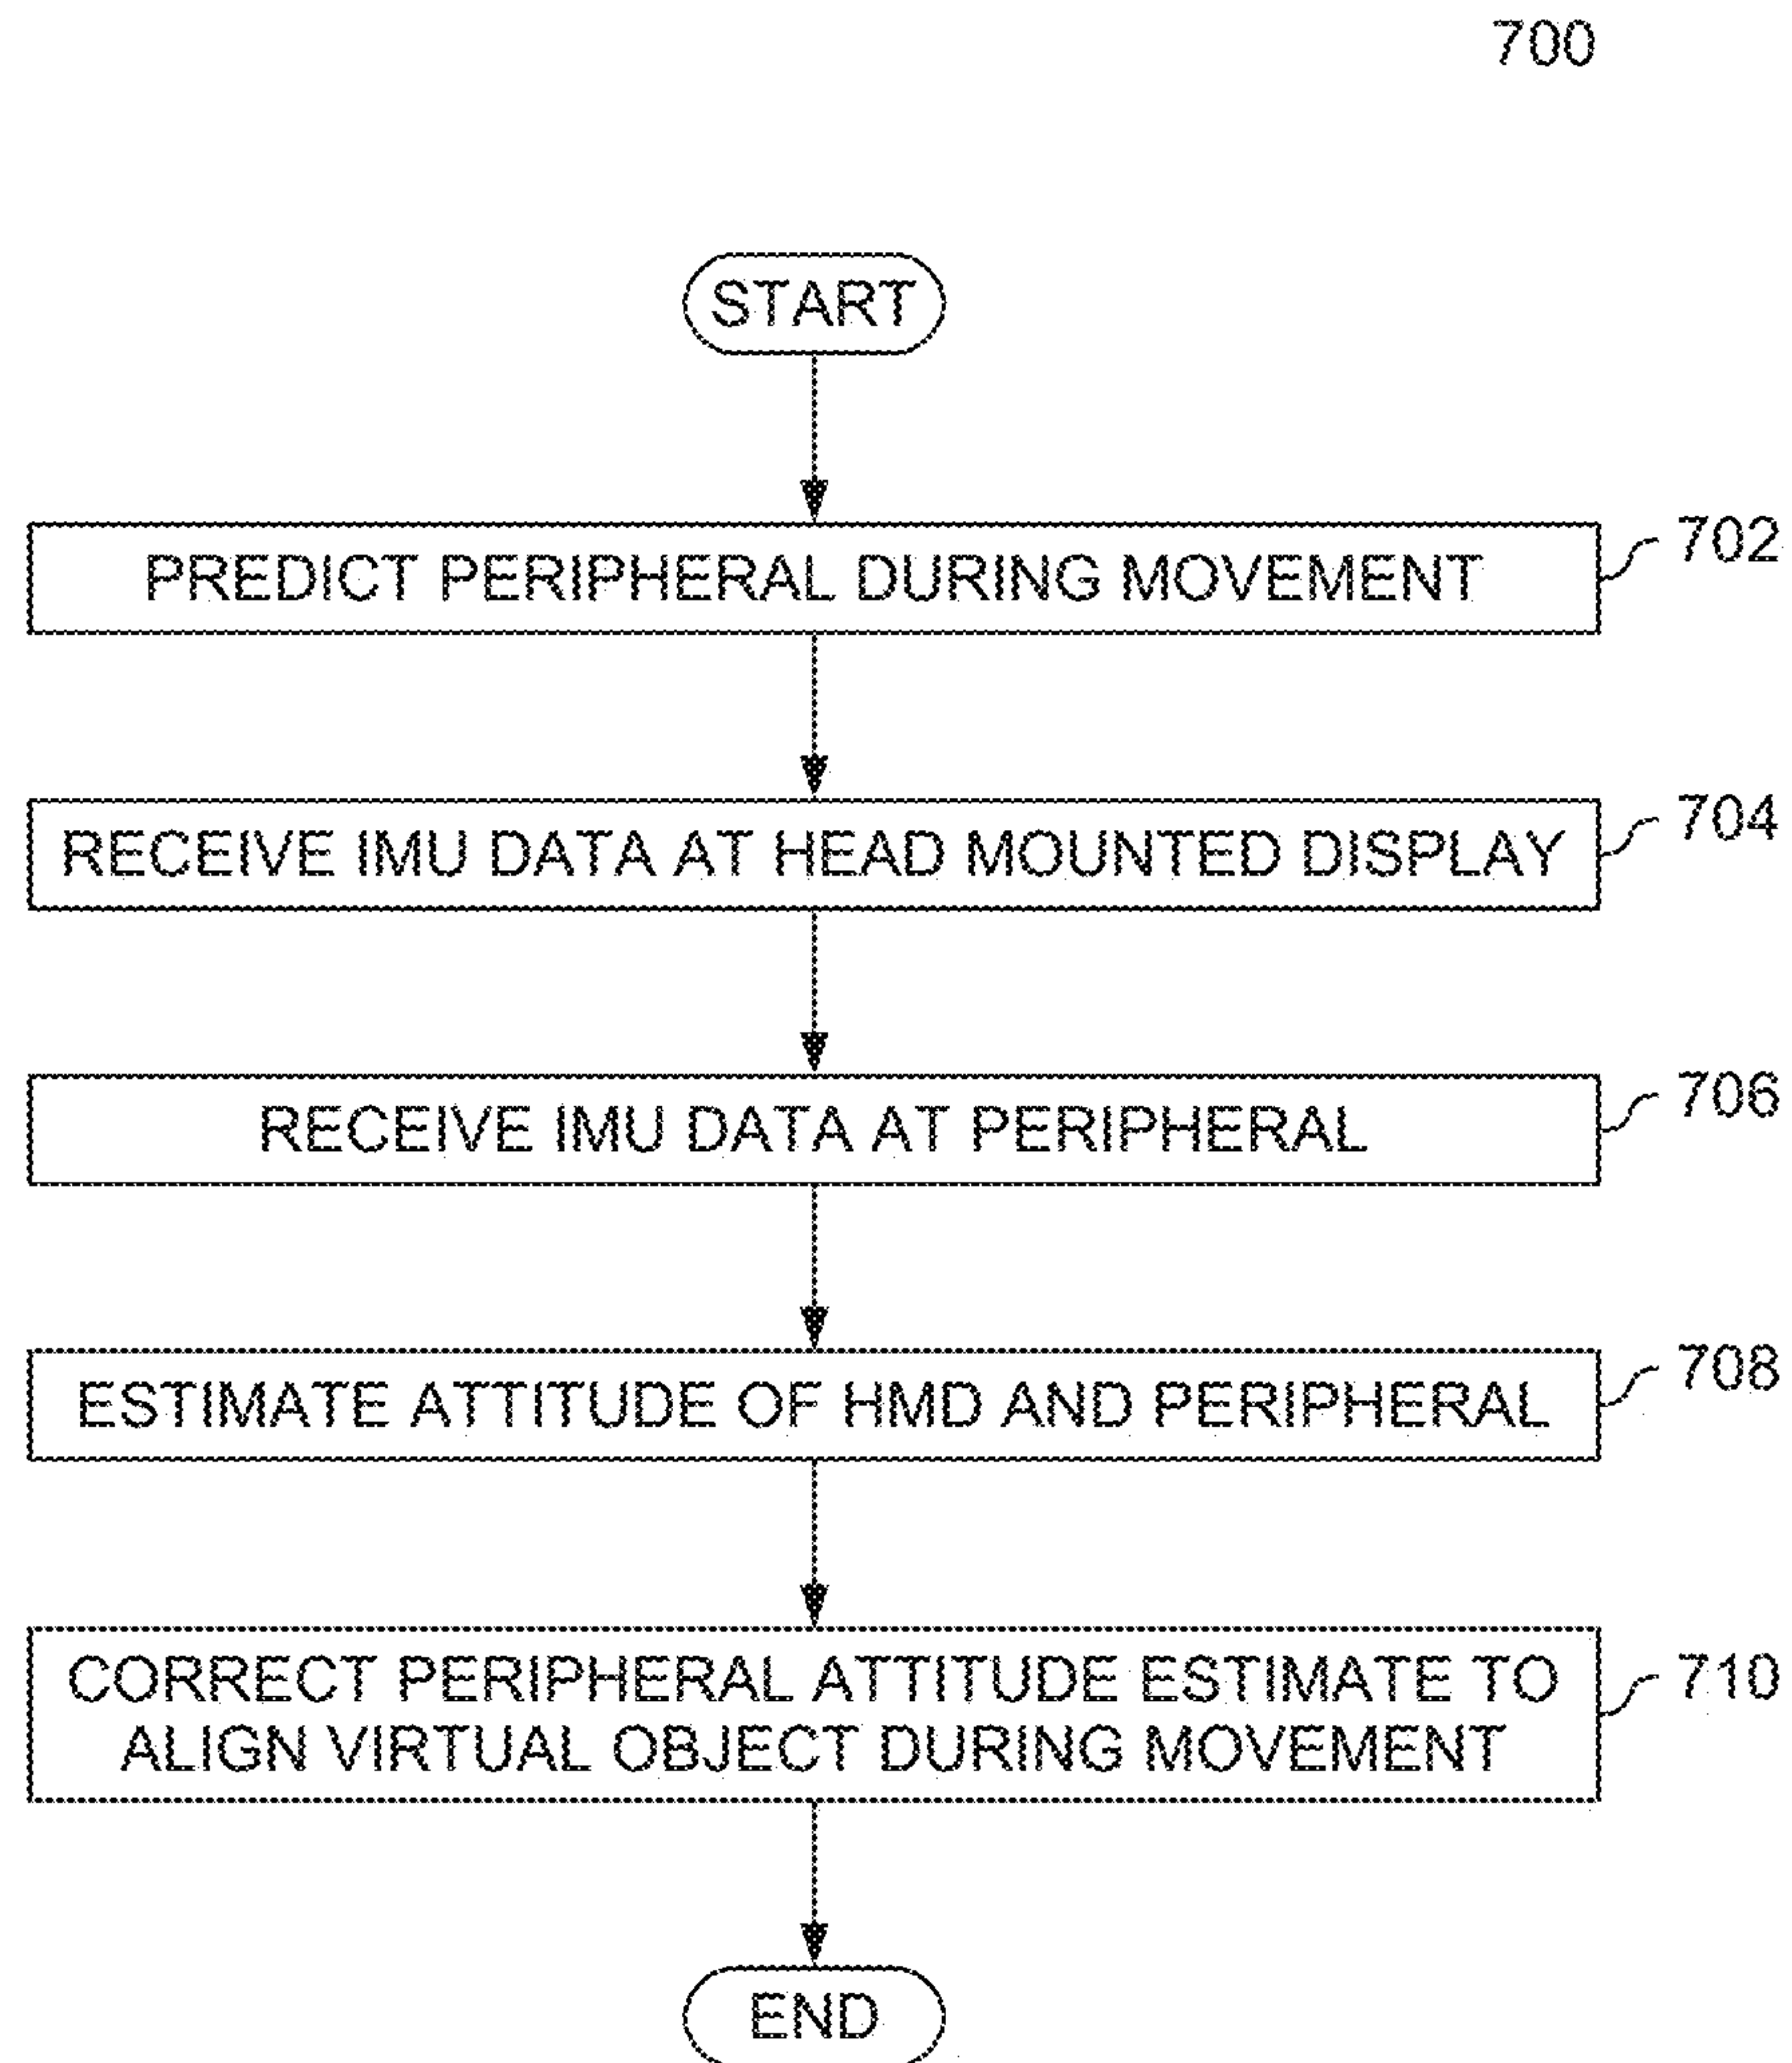 700
START
PREDICT PERIPHERAL DURING MOVEMENT
702
RECEIVE IMU DATA AT HEAD MOUNTED DISPLAY
704
RECEIVE IMU DATA AT PERIPHERAL
706
ESTIMATE ATTITUDE OF HMD AND PERIPHERAL
708
CORRECT PERIPHERAL ATTITUDE ESTIMATE TO
ALIGN VIRTUAL OBJECT DURING MOVEMENT
710
END